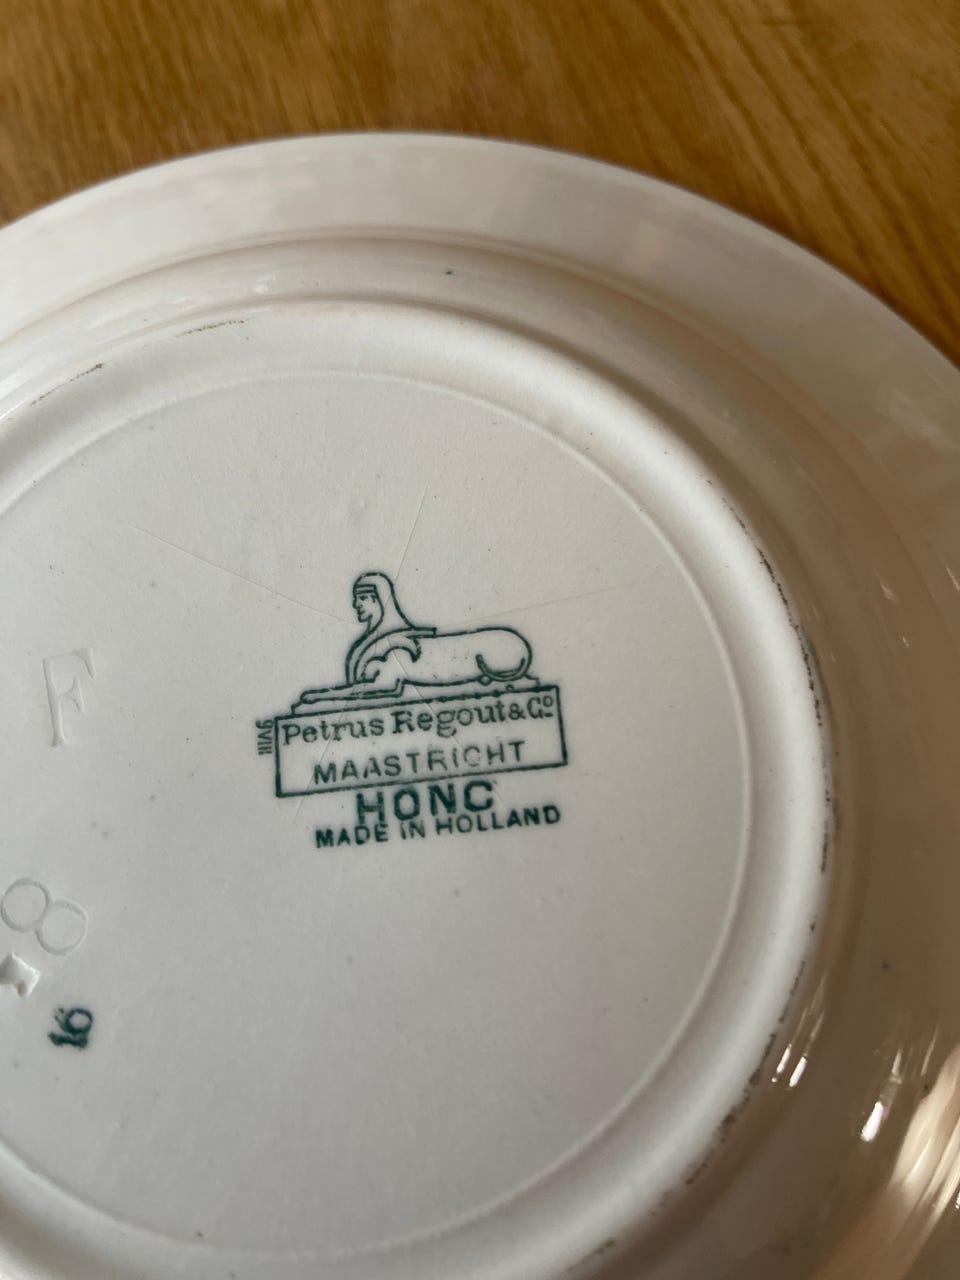 Petrus Regout & Co.
MAASTRICHT
HONC
MADE IN HOLLAND
F
8
16